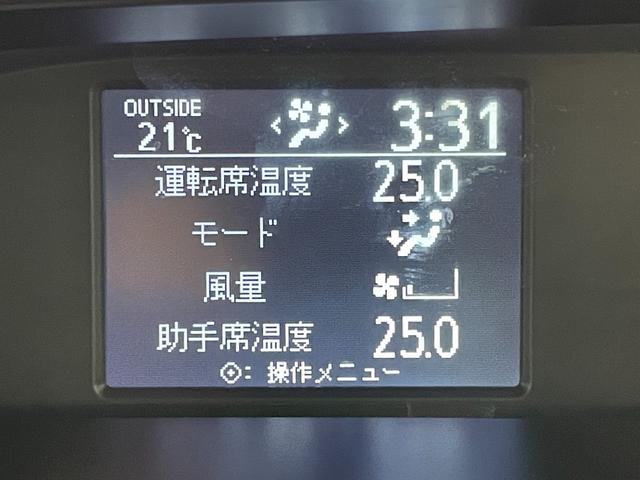 OUTSIDE
21℃
3:31
運転席温度 25.0
モード
風量
助手席温度 25.0
: 操作メニュー